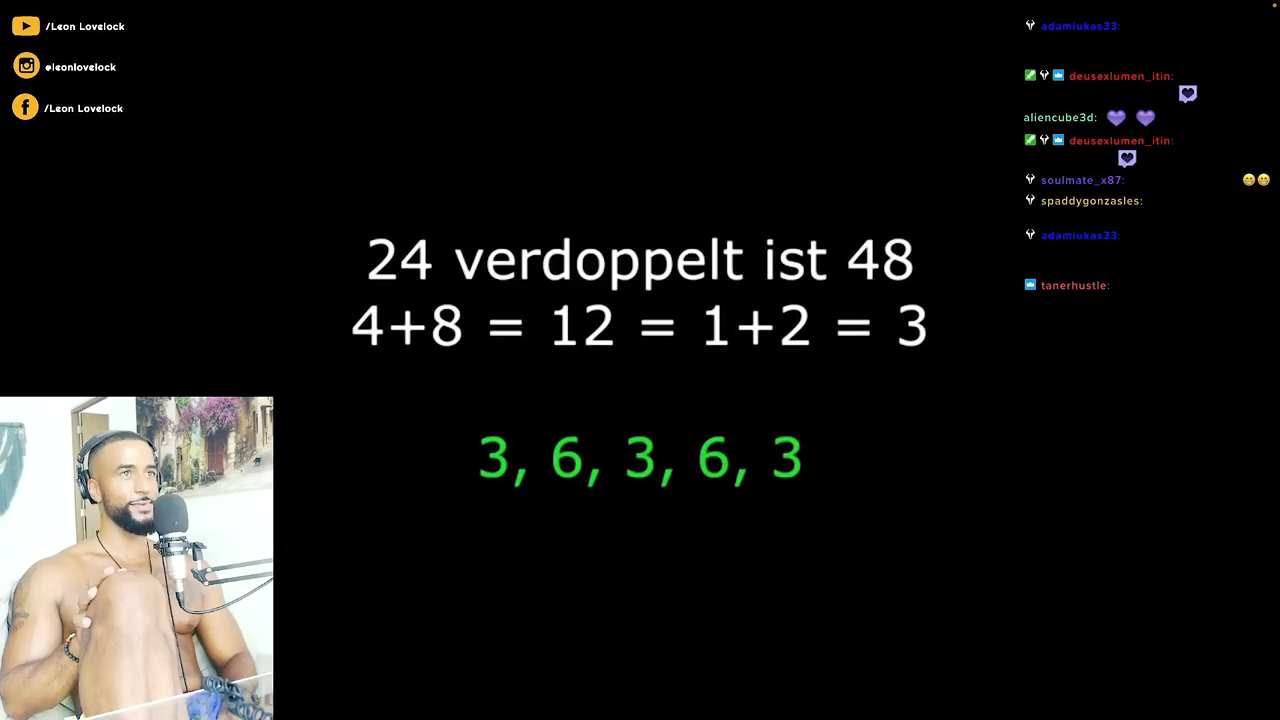 /Leon Lovelock
@leonlovelock
/Leon Lovelock
24 verdoppelt ist 48
4+8 = 12 = 1+2 = 3
3, 6, 3, 6, 3
adamiukas33:
deusexlumen_itin:
aliencube3d:
deusexlumen_itin:
soulmate_x87:
spaddygonzasles:
adamiukas33:
tanerhustle: